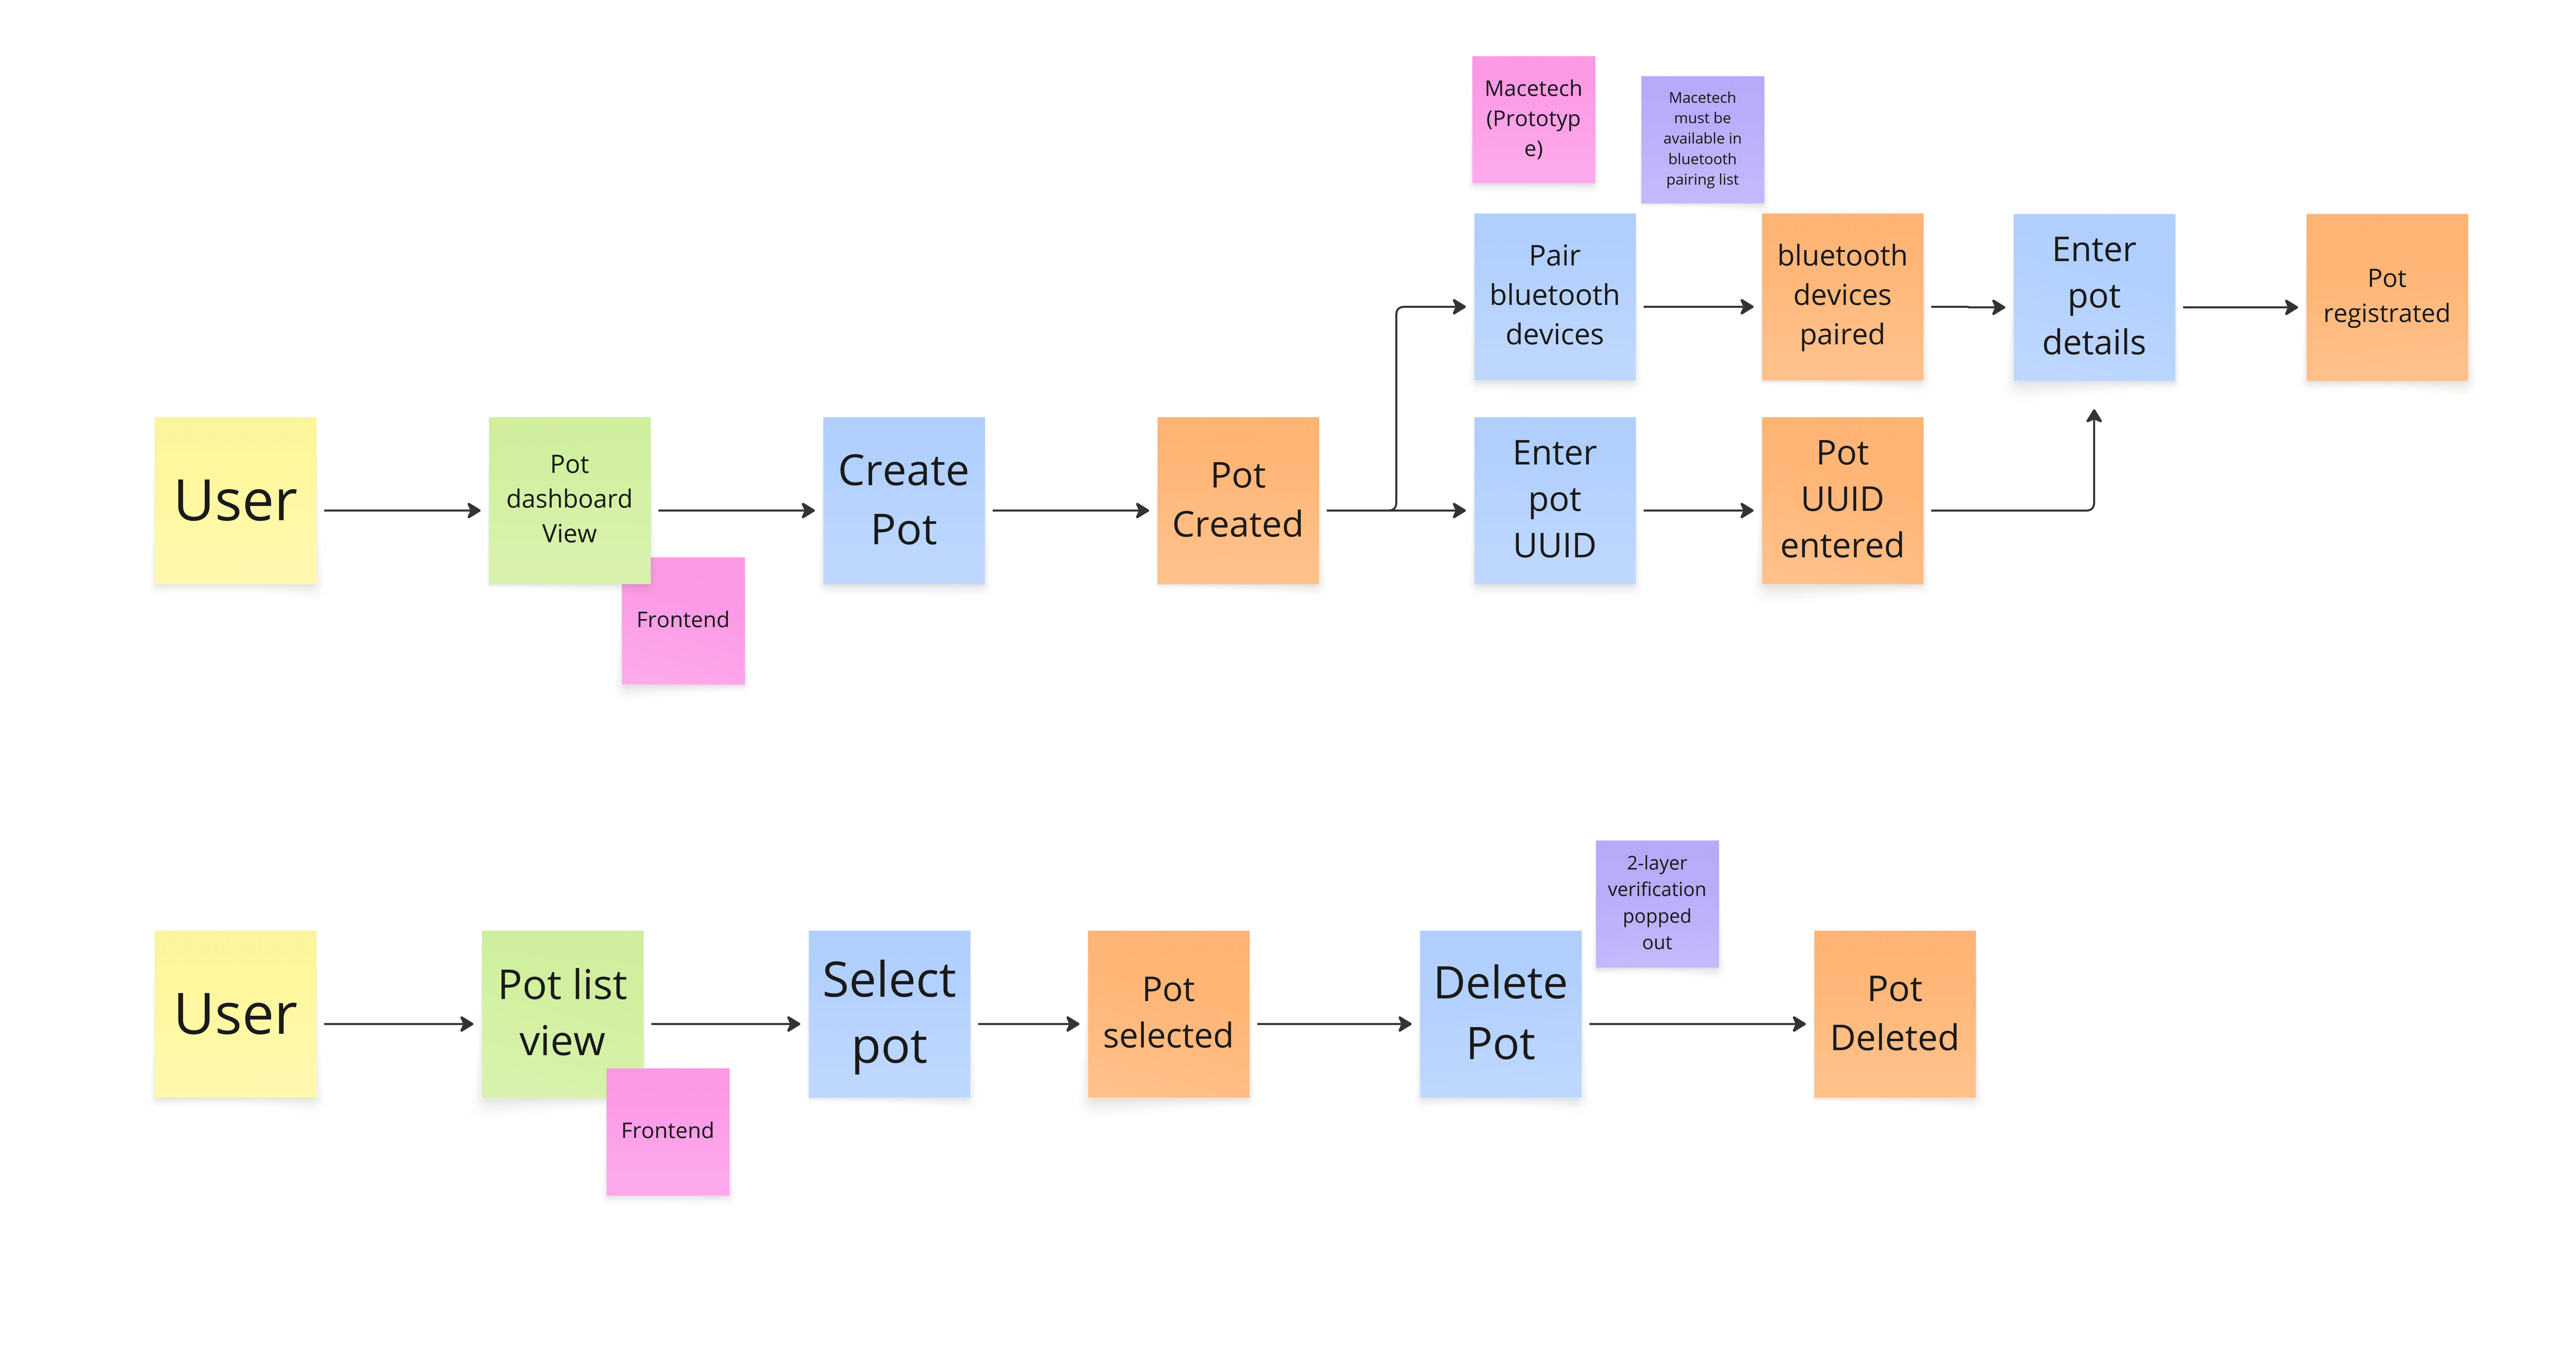 Macetech
(Prototyp
e)
Macetech
must be
available in
bluetooth
pairing list
Pair
bluetooth
devices
bluetooth
devices
paired
Enter
pot
details
Pot
registrated
User
Pot
dashboard
View
Frontend
Create
Pot
Pot
Created
Enter
pot
UUID
Pot
UUID
entered
2-layer
verification
popped
out
User
Pot list
view
Frontend
Select
pot
Pot
selected
Delete
Pot
Pot
Deleted